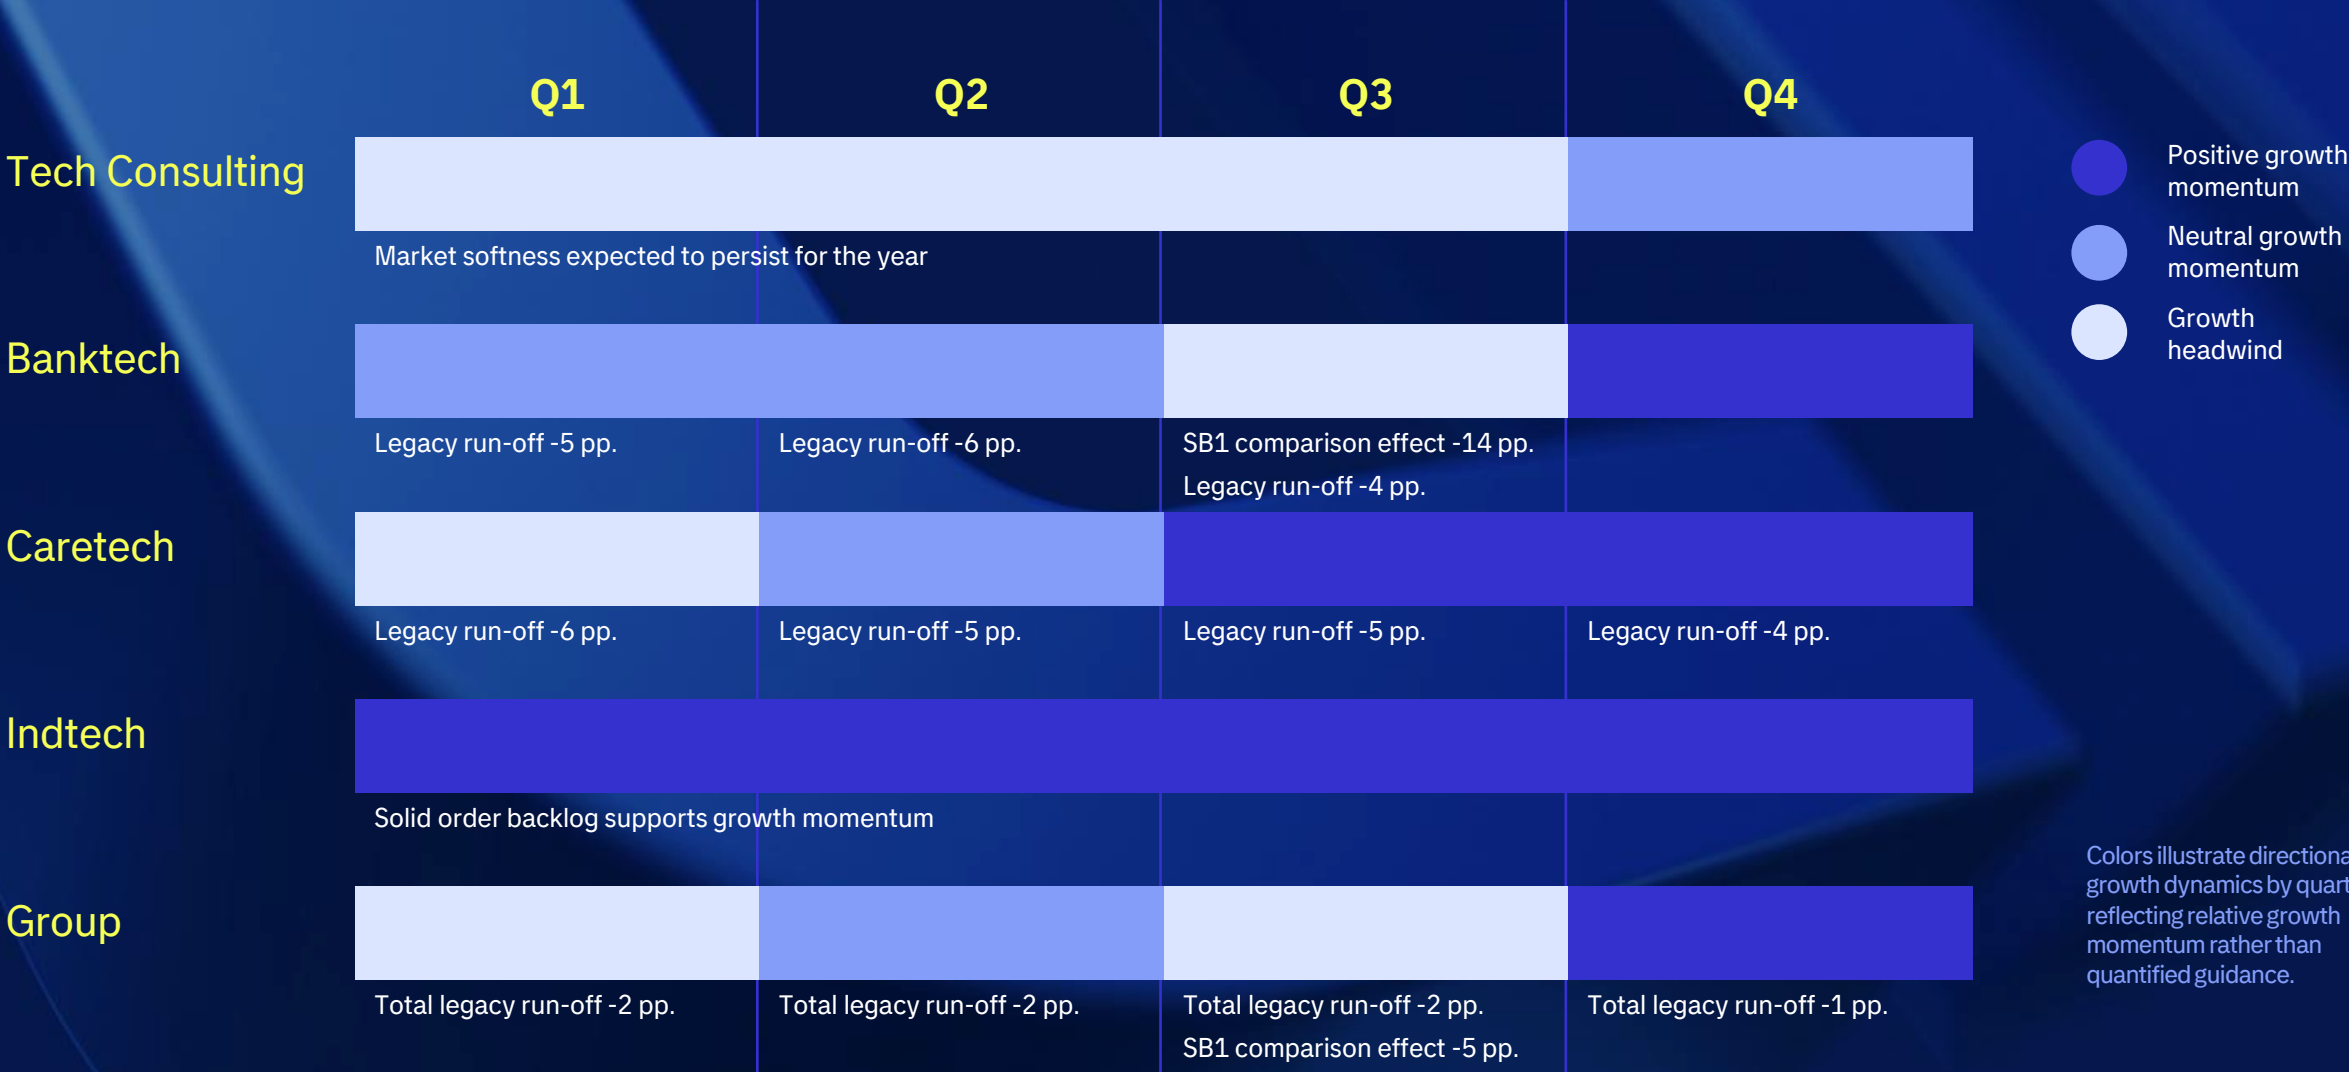 Q1 Q2 Q3 Q4
Tech Consulting
Market softness expected to persist for the year
Banktech
Legacy run-off -5 pp. Legacy run-off -6 pp. SB1 comparison effect -14 pp.
Legacy run-off -4 pp.
Caretech
Legacy run-off -6 pp. Legacy run-off -5 pp. Legacy run-off -5 pp. Legacy run-off -4 pp.
Indtech
Solid order backlog supports growth momentum
Group
Total legacy run-off -2 pp. Total legacy run-off -2 pp. Total legacy run-off -2 pp. Total legacy run-off -1 pp.
SB1 comparison effect -5 pp.
Positive growth
momentum
Neutral growth
momentum
Growth
headwind
Colors illustrate
growth dynamics by
reflecting relative growth
momentum rather than
quantified guidance.